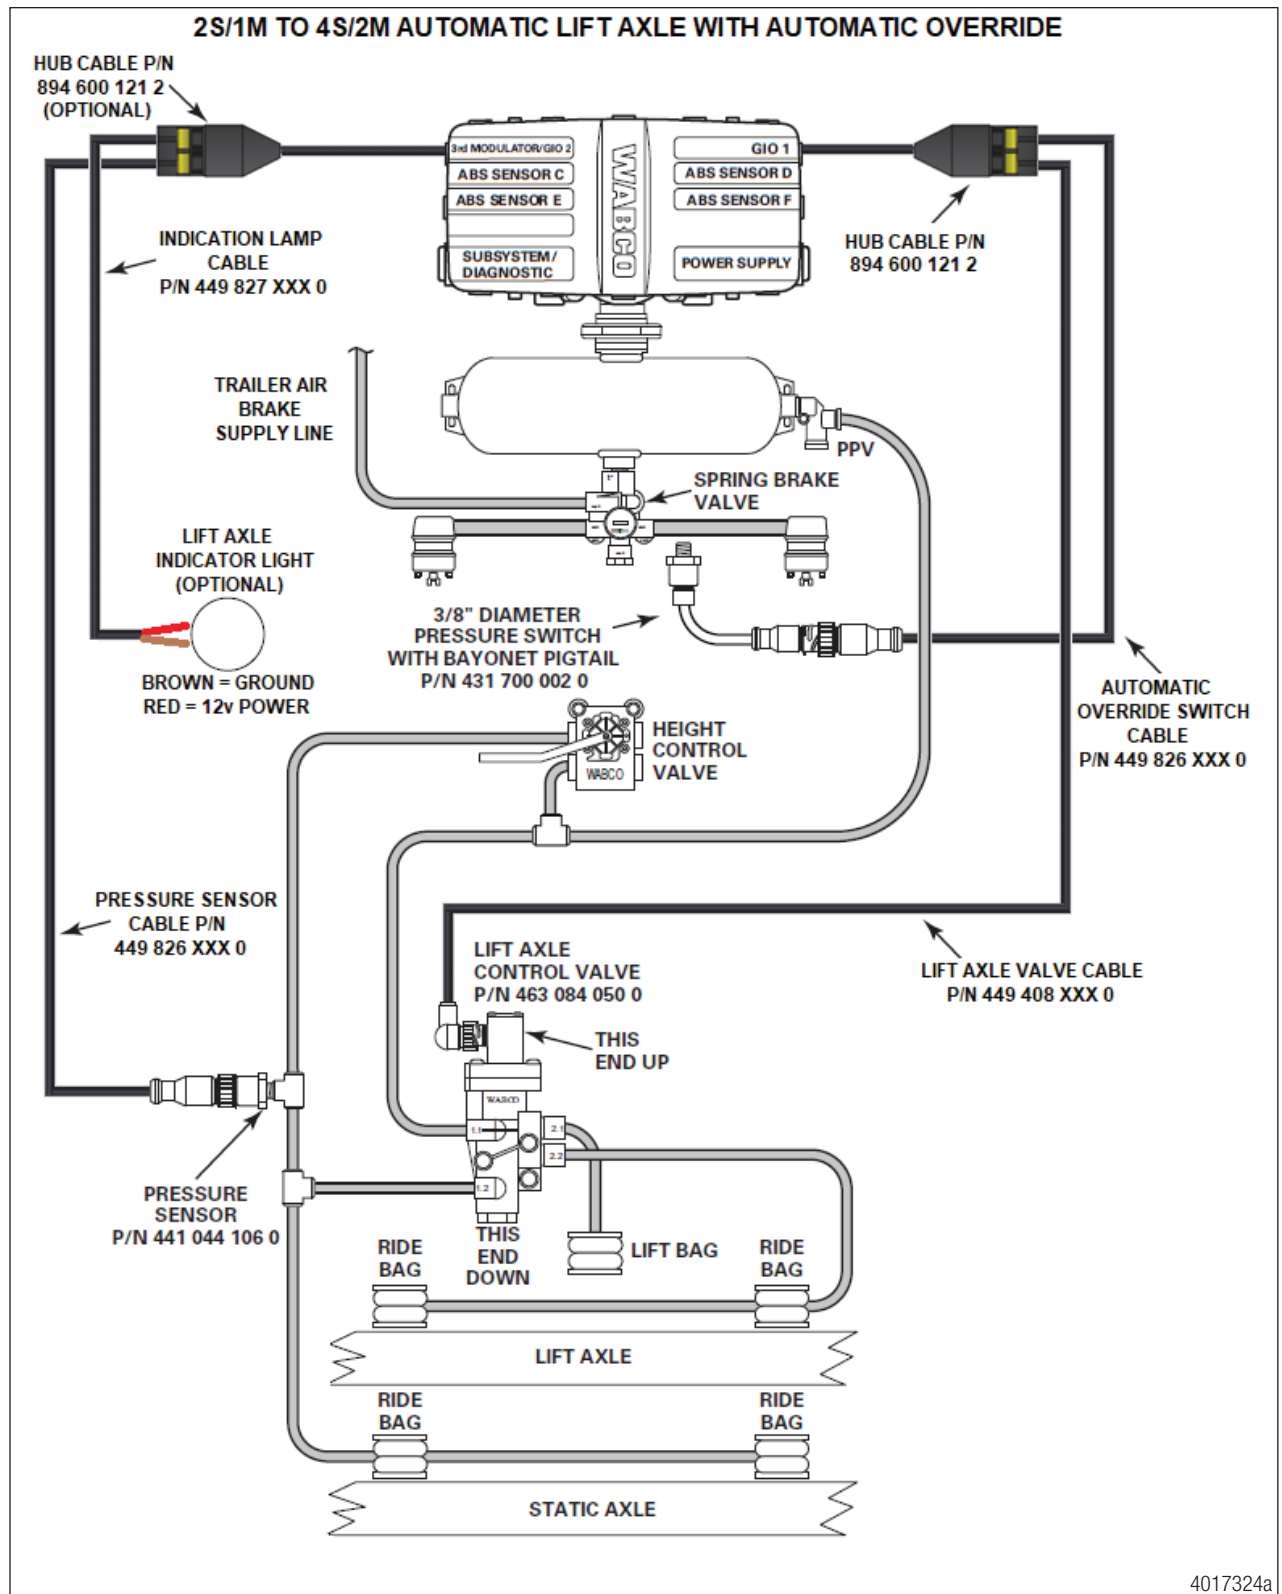 2S/1M TO 4S/2M AUTOMATIC LIFT AXLE WITH AUTOMATIC OVERRIDE
HUB CABLE P/N
894 600 121 2
(OPTIONAL)
3rd MODULATOR/GIO 2
ABS SENSOR C
ABS SENSOR E
SUBSYSTEM /
DIAGNOSTIC
WABCO
GIO 1
ABS SENSOR D
ABS SENSOR F
POWER SUPPLY
HUB CABLE P/N
894 600 121 2
INDICATION LAMP
CABLE
P/N 449 827 XXX 0
TRAILER AIR
BRAKE
SUPPLY LINE
PPV
SPRING BRAKE
VALVE
LIFT AXLE
INDICATOR LIGHT
(OPTIONAL)
BROWN = GROUND
RED = 12v POWER
3/8" DIAMETER
PRESSURE SWITCH
WITH BAYONET PIGTAIL
P/N 431 700 002 0
AUTOMATIC
OVERRIDE SWITCH
CABLE
P/N 449 826 XXX 0
HEIGHT
CONTROL
VALVE
WABCO
PRESSURE SENSOR
CABLE P/N
449 826 XXX 0
LIFT AXLE
CONTROL VALVE
P/N 463 084 050 0
LIFT AXLE VALVE CABLE
P/N 449 408 XXX 0
THIS
END UP
WABCO
1.1
2.1
2.2
1.2
PRESSURE
SENSOR
P/N 441 044 106 0
THIS
END
DOWN
LIFT BAG
RIDE
BAG
RIDE
BAG
LIFT AXLE
RIDE
BAG
RIDE
BAG
STATIC AXLE
4017324a